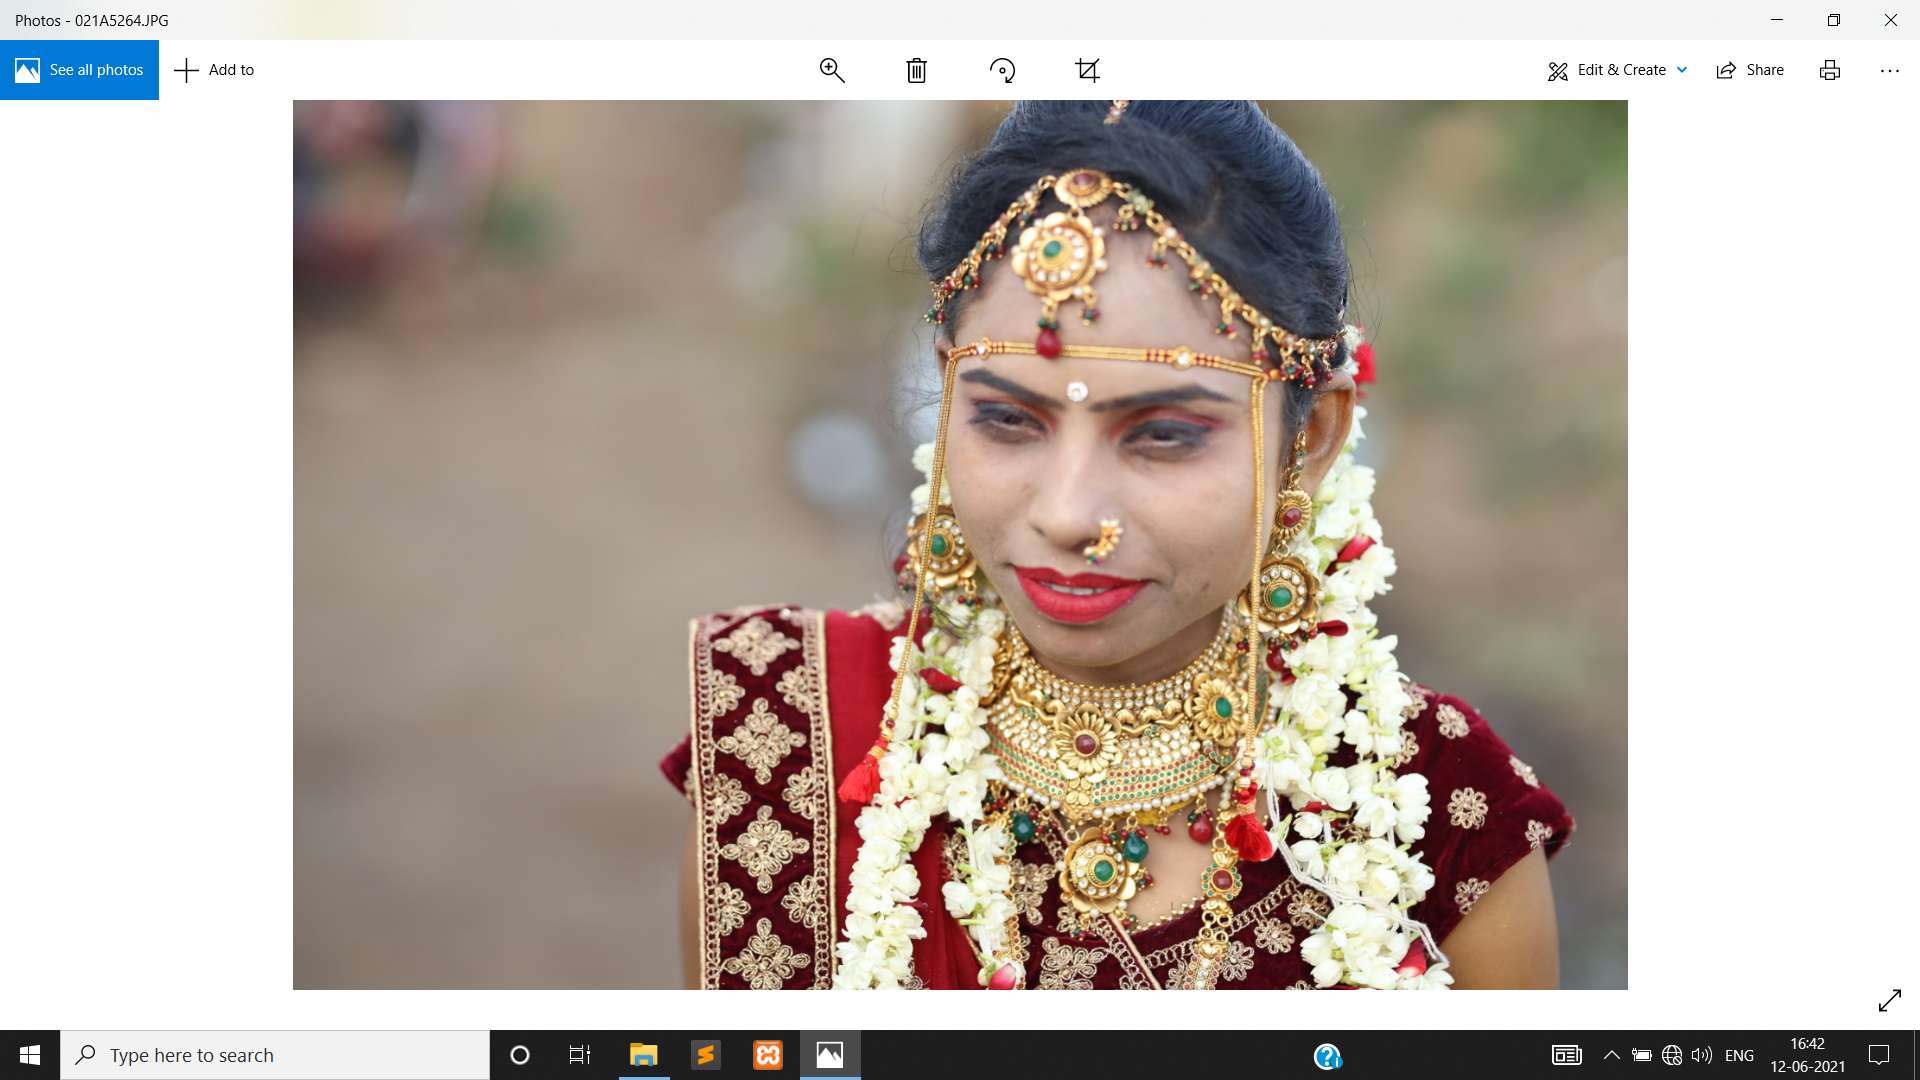 Photos - 021A5264.JPG
See all photos
Add to
Edit & Create
Share
Type here to search
ENG
16:42
12-06-2021